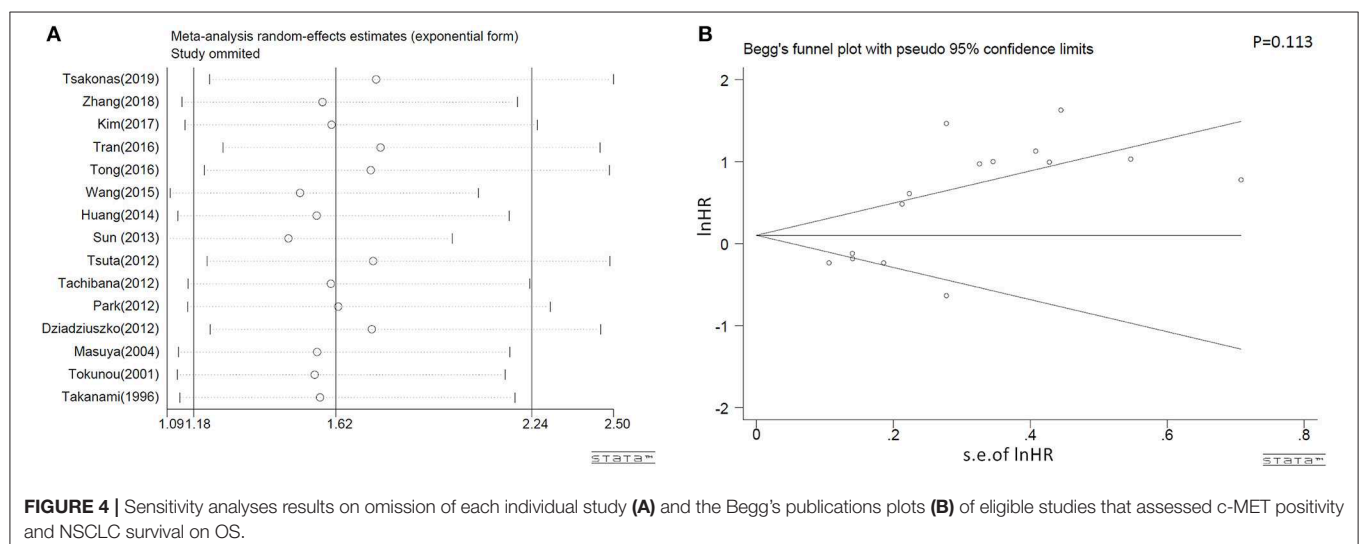 A
Meta-analysis random-effects estimates (exponential form)
Study ommited
Tsakonas(2019)
Zhang(2018)
Kim(2017)
Tran(2016)
Tong(2016)
Wang(2015)
Huang(2014)
Sun (2013)
Tsuta(2012)
Tachibana(2012)
Park(2012)
Dziadziuszko(2012)
Masuya(2004)
Tokunou(2001)
Takanami(1996)
1.091.18 1.62 2.24 2.50
STATA™
B
Begg's funnel plot with pseudo 95% confidence limits
P=0.113
lnHR
2
1
0
-1
-2
0 .2 .4 .6 .8
s.e.of lnHR
STATA™
FIGURE 4 | Sensitivity analyses results on omission of each individual study (A) and the Begg's publications plots (B) of eligible studies that assessed c-MET positivity
and NSCLC survival on OS.